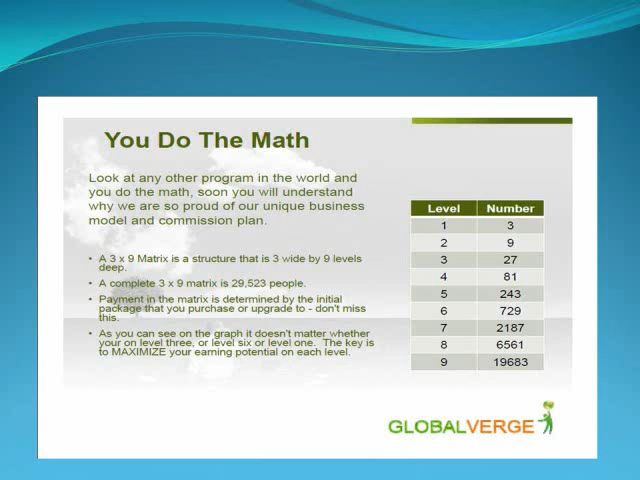 You Do The Math
Look at any other program in the world and
you do the math, soon you will understand
why we are so proud of our unique business
model and commission plan.
• A 3 x 9 Matrix is a structure that is 3 wide by 9 levels
deep.
• A complete 3 x 9 matrix is 29,523 people.
• Payment in the matrix is determined by the initial
package that you purchase or upgrade to - don't miss
this.
• As you can see on the graph it doesn't matter whether
your on level three, or level six or level one. The key is
to MAXIMIZE your earning potential on each level.
Level Number
1 3
2 9
3 27
4 81
5 243
6 729
7 2187
8 6561
9 19683
GLOBALVERGE